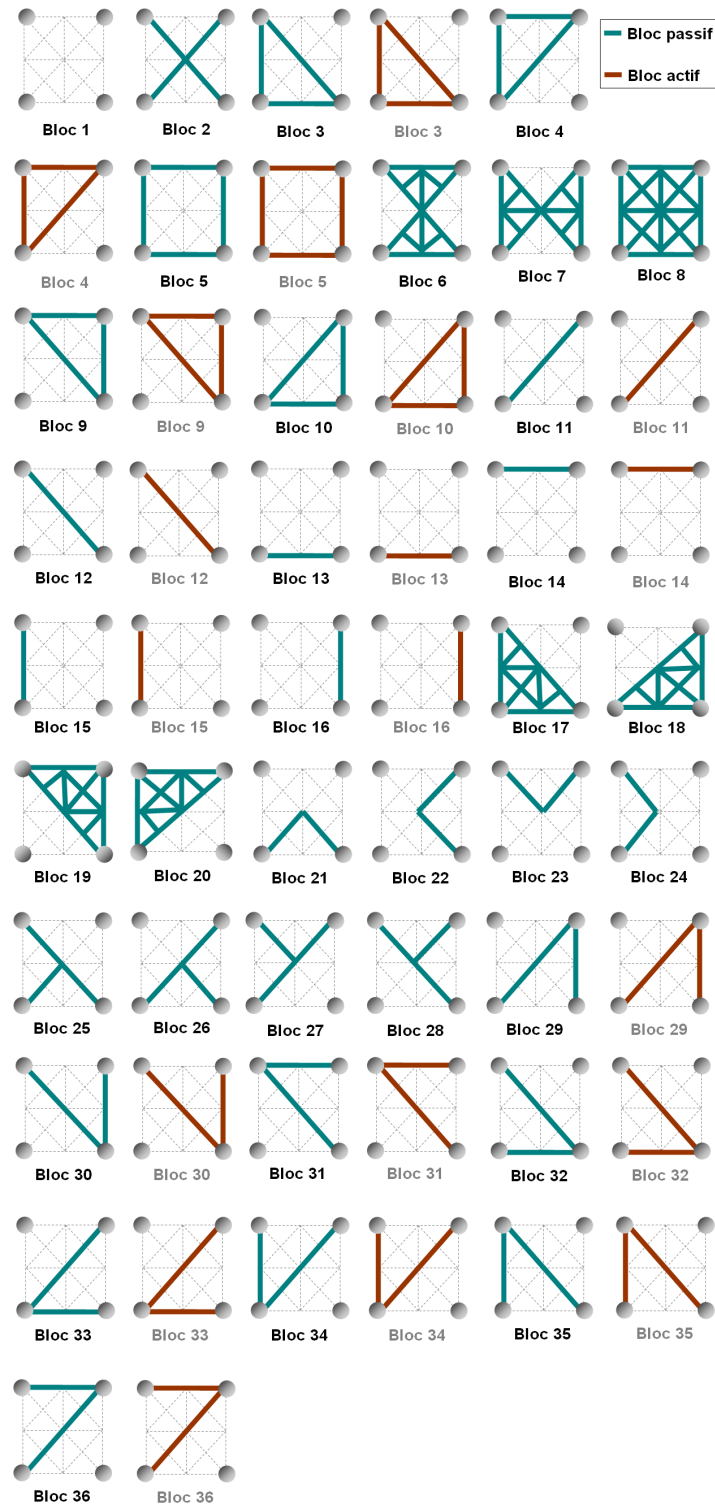 Bloc passif
Bloc actif
Bloc 1
Bloc 2
Bloc 3
Bloc 3
Bloc 4
Bloc 4
Bloc 5
Bloc 5
Bloc 6
Bloc 7
Bloc 8
Bloc 9
Bloc 9
Bloc 10
Bloc 10
Bloc 11
Bloc 11
Bloc 12
Bloc 12
Bloc 13
Bloc 13
Bloc 14
Bloc 14
Bloc 15
Bloc 15
Bloc 16
Bloc 16
Bloc 17
Bloc 18
Bloc 19
Bloc 20
Bloc 21
Bloc 22
Bloc 23
Bloc 24
Bloc 25
Bloc 26
Bloc 27
Bloc 28
Bloc 29
Bloc 29
Bloc 30
Bloc 30
Bloc 31
Bloc 31
Bloc 32
Bloc 32
Bloc 33
Bloc 33
Bloc 34
Bloc 34
Bloc 35
Bloc 35
Bloc 36
Bloc 36